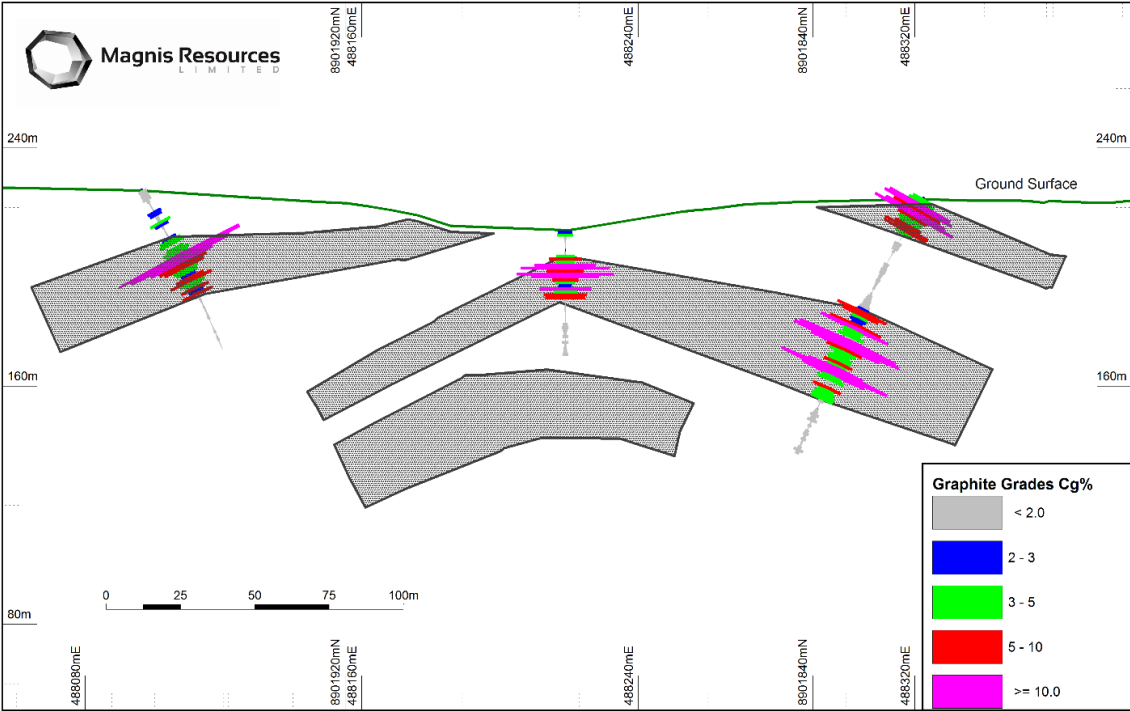 Magnis Resources
LIMITED
8901920mN
488160mE
488240mE
8901840mN
488320mE
240m
240m
Ground Surface
160m
160m
Graphite Grades Cg%
< 2.0
2 - 3
3 - 5
5 - 10
>= 10.0
0 25 50 75 100m
80m
488080mE
8901920mN
488160mE
488240mE
8901840mN
488320mE